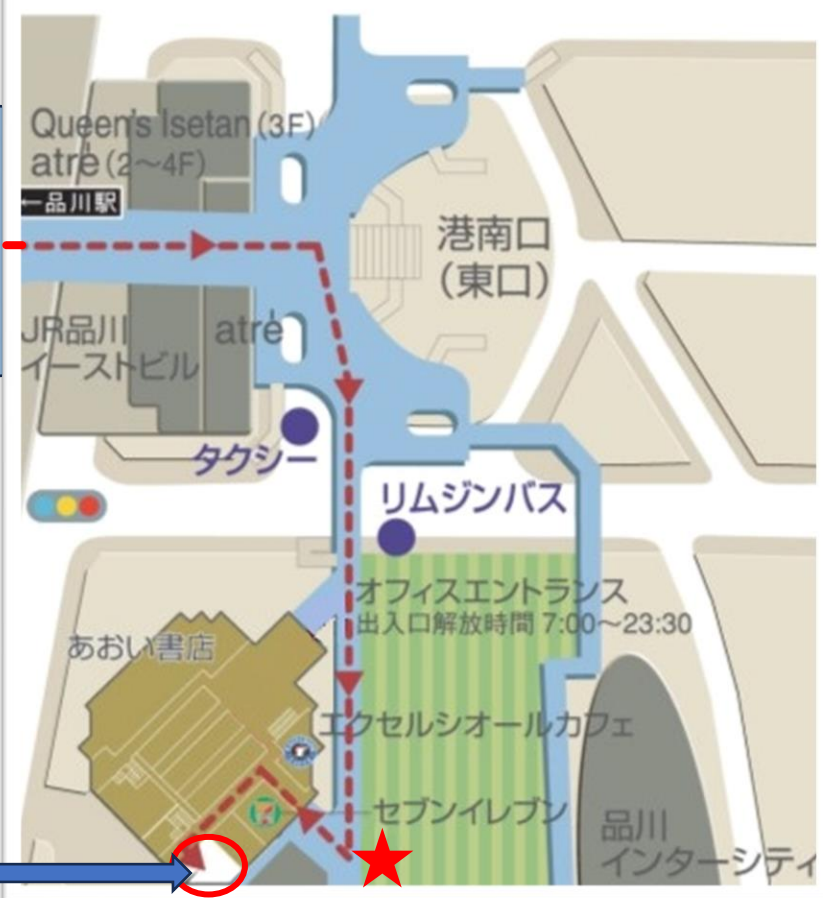 Queen's Isetan (3F)
atré (2～4F)
←品川駅
港南口
（東口）
JR品川
イーストビル
atré
タクシー
リムジンバス
オフィスエントランス
出入口解放時間 7:00～23:30
あおい書店
エクセルシオールカフェ
セブンイレブン
品川
インターシティ